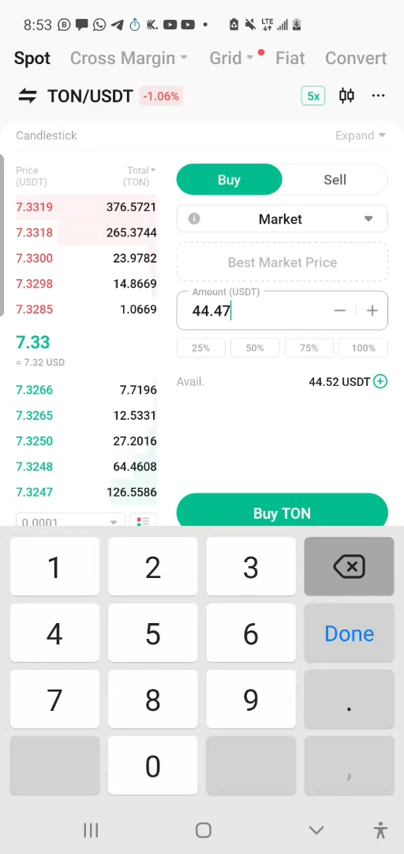 8:53
LTE
Spot Cross Margin Grid Fiat Convert
TON/USDT -1.06% 5x
Candlestick Expand
Price (USDT) Total (TON)
7.3319 376.5721
7.3318 265.3744
7.3300 23.9782
7.3298 14.8669
7.3285 1.0669
7.33
≈ 7.32 USD
7.3266 7.7196
7.3265 12.5331
7.3250 27.2016
7.3248 64.4608
7.3247 126.5586
0.0001
Buy Sell
Market
Best Market Price
Amount (USDT)
44.47
25% 50% 75% 100%
Avail. 44.52 USDT
Buy TON
1 2 3
4 5 6 Done
7 8 9 .
0 ,